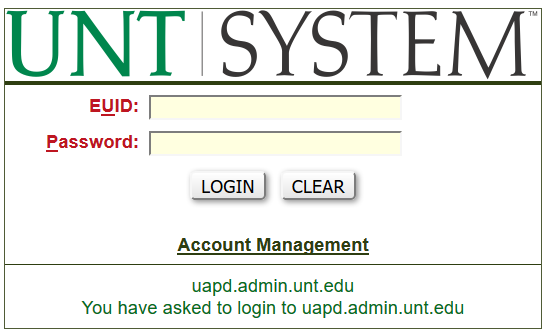 UNT | SYSTEM™
EUID:
Password:
LOGIN CLEAR
Account Management
uapd.admin.unt.edu
You have asked to login to uapd.admin.unt.edu